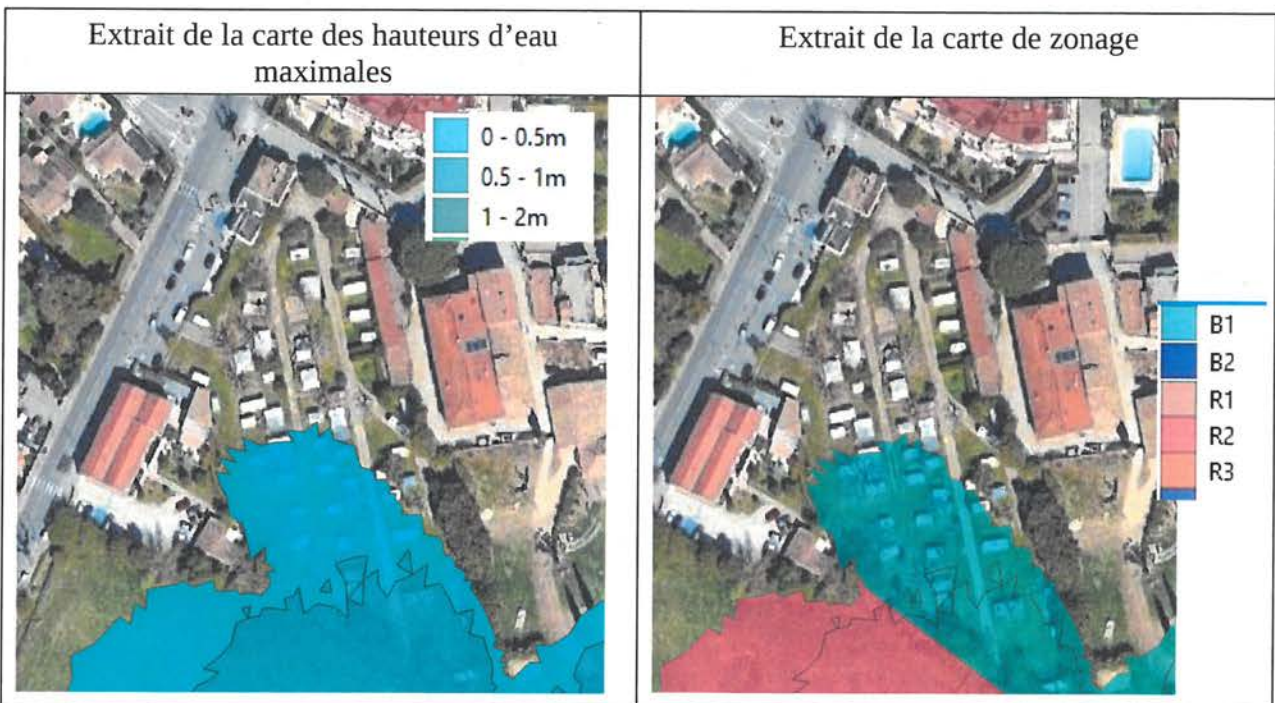 Extrait de la carte des hauteurs d'eau
maximales
Extrait de la carte de zonage
0 - 0.5m
0.5 - 1m
1 - 2m
B1
B2
R1
R2
R3